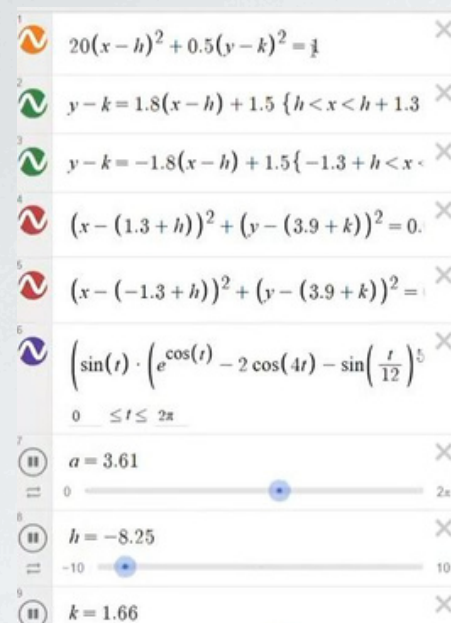 1
20(x − h)² + 0.5(y − k)² = 1
2
y − k = 1.8(x − h) + 1.5 {h < x < h + 1.3
3
y − k = −1.8(x − h) + 1.5{−1.3 + h < x <
4
(x − (1.3 + h))² + (y − (3.9 + k))² = 0.
5
(x − (−1.3 + h))² + (y − (3.9 + k))² =
6
(sin(t) · (e^cos(t) − 2 cos(4t) − sin(t/12)⁵
0 ≤ t ≤ 2π
7
a = 3.61
0 2π
8
h = −8.25
−10 10
9
k = 1.66